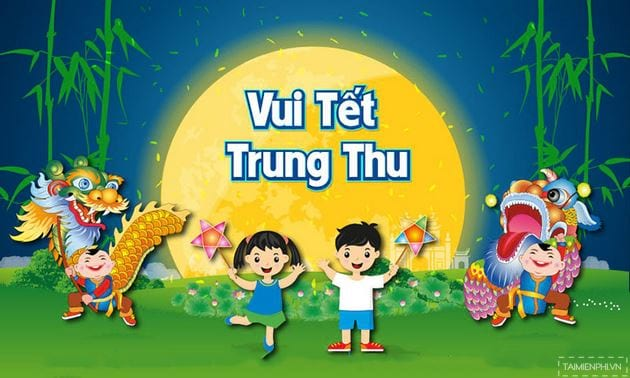 Vui Tết
Trung Thu
TAIMIENPHI.VN